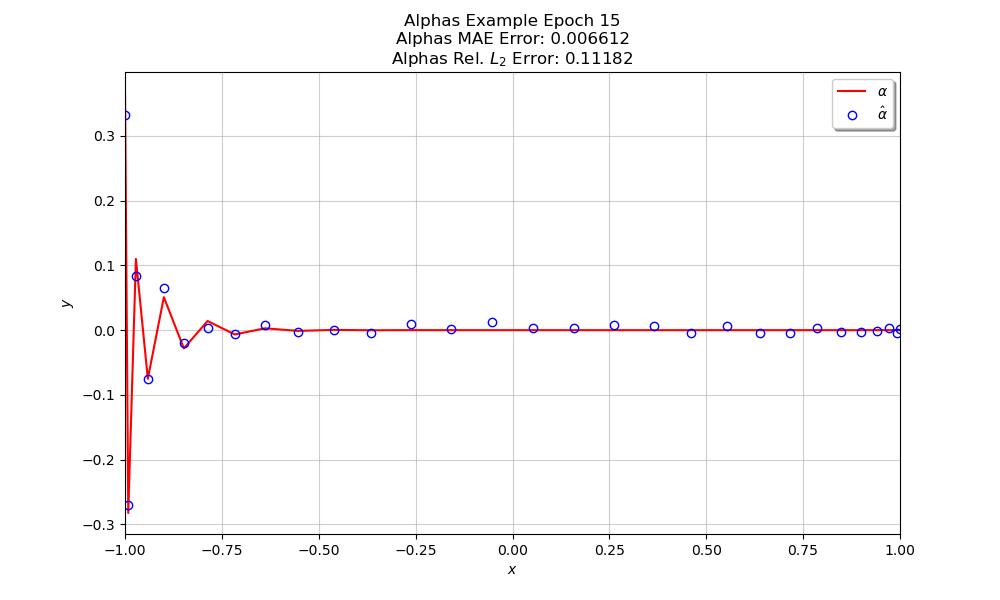 Alphas Example Epoch 15
Alphas MAE Error: 0.006612
Alphas Rel. $L_2$ Error: 0.11182
α
α̂
0.3
0.2
0.1
0.0
−0.1
−0.2
−0.3
y
−1.00 −0.75 −0.50 −0.25 0.00 0.25 0.50 0.75 1.00
x